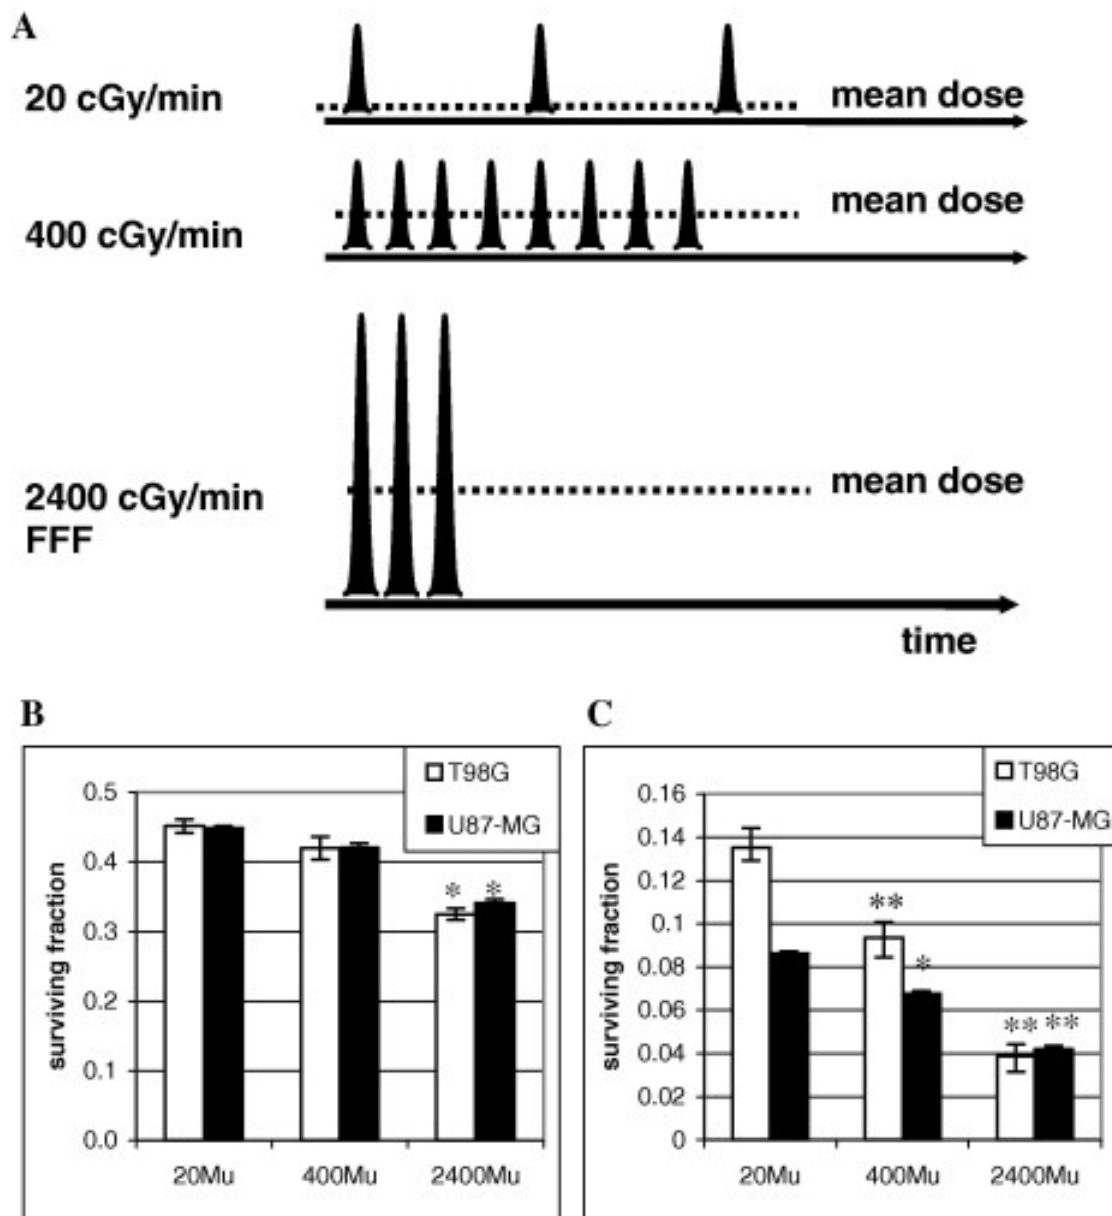 A
20 cGy/min
mean dose
400 cGy/min
mean dose
2400 cGy/min
FFF
mean dose
time
B
T98G
U87-MG
surviving fraction
0.5
0.4
0.3
0.2
0.1
0.0
* *
20Mu 400Mu 2400Mu
C
T98G
U87-MG
surviving fraction
0.16
0.14
0.12
0.1
0.08
0.06
0.04
0.02
0
**
*
** **
20Mu 400Mu 2400Mu